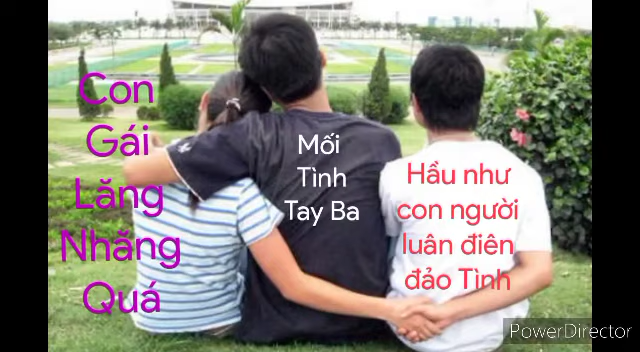 Con
Gái
Lăng
Nhăng
Quá
Mối
Tình
Tay Ba
Hầu như
con người
luân điên
đảo Tình
PowerDirector